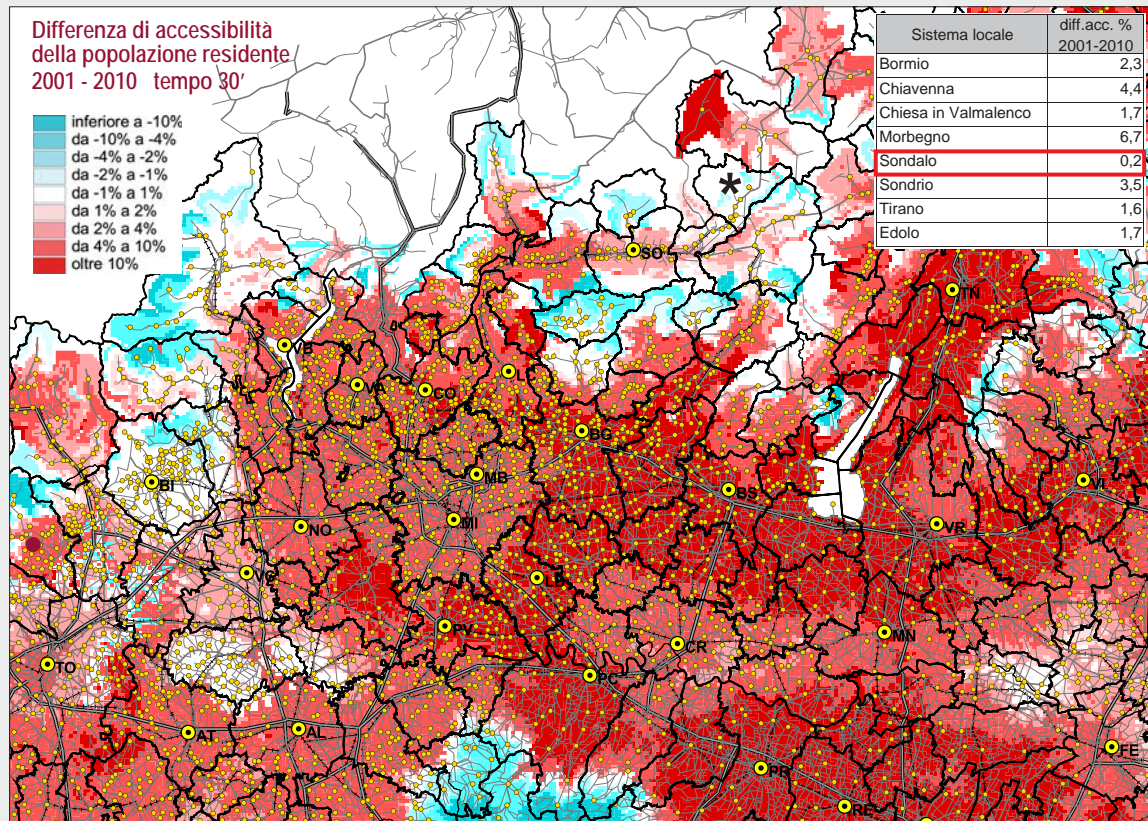 Differenza di accessibilità
della popolazione residente
2001 - 2010 tempo 30'
inferiore a -10%
da -10% a -4%
da -4% a -2%
da -2% a -1%
da -1% a 1%
da 1% a 2%
da 2% a 4%
da 4% a 10%
oltre 10%
Sistema locale diff.acc. %
2001-2010
Bormio 2,3
Chiavenna 4,4
Chiesa in Valmalenco 1,7
Morbegno 6,7
Sondalo 0,2
Sondrio 3,5
Tirano 1,6
Edolo 1,7
*
SO
TN
VA
CO
BG
MB
BI
BS
VI
NO
MI
VR
PV
MN
CR
TO
PC
AT
AL
FE
PR
RE